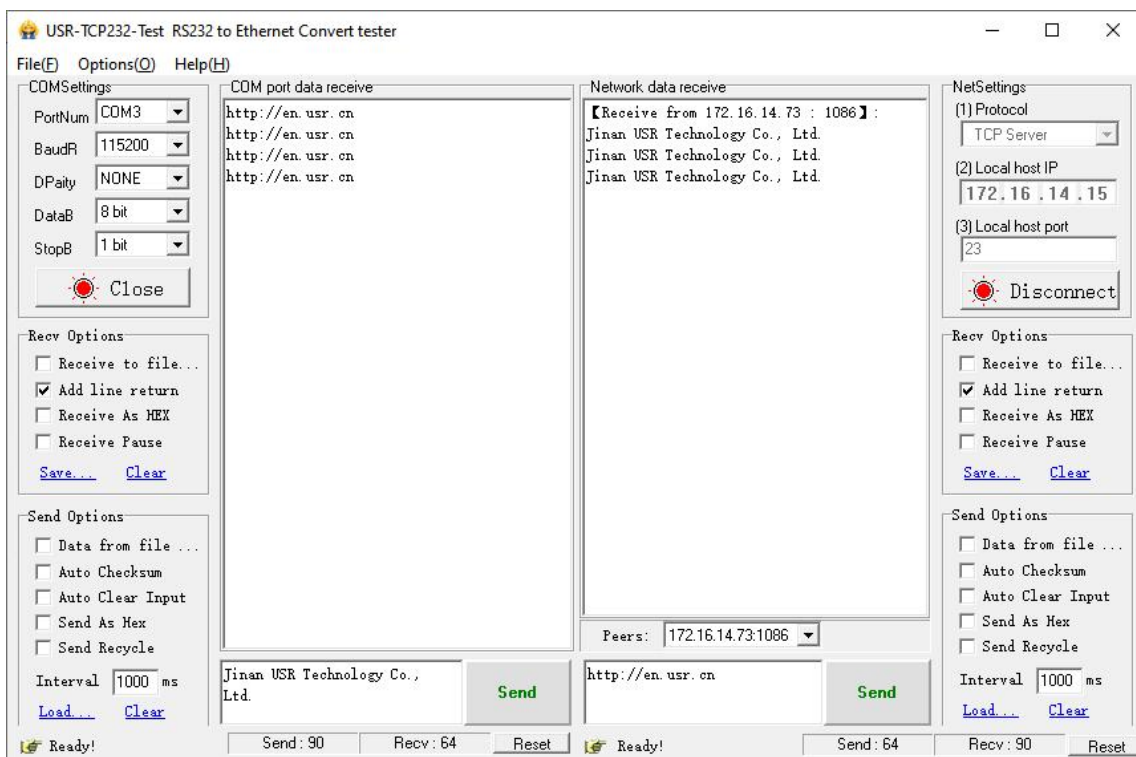 USR-TCP232-Test RS232 to Ethernet Convert tester
File(F) Options(O) Help(H)
COMSettings
PortNum COM3
BaudR 115200
DPaity NONE
DataB 8 bit
StopB 1 bit
Close
Recv Options
Receive to file...
Add line return
Receive As HEX
Receive Pause
Save... Clear
Send Options
Data from file ...
Auto Checksum
Auto Clear Input
Send As Hex
Send Recycle
Interval 1000 ms
Load... Clear
COM port data receive
http://en.usr.cn
http://en.usr.cn
http://en.usr.cn
http://en.usr.cn
Jinan USR Technology Co.,
Ltd.
Send
Network data receive
【Receive from 172.16.14.73 : 1086】:
Jinan USR Technology Co., Ltd.
Jinan USR Technology Co., Ltd.
Jinan USR Technology Co., Ltd.
Peers: 172.16.14.73:1086
http://en.usr.cn
Send
NetSettings
(1) Protocol
TCP Server
(2) Local host IP
172.16 .14 .15
(3) Local host port
23
Disconnect
Recv Options
Receive to file...
Add line return
Receive As HEX
Receive Pause
Save... Clear
Send Options
Data from file ...
Auto Checksum
Auto Clear Input
Send As Hex
Send Recycle
Interval 1000 ms
Load... Clear
Ready! Send : 90 Recv : 64 Reset
Ready! Send : 64 Recv : 90 Reset